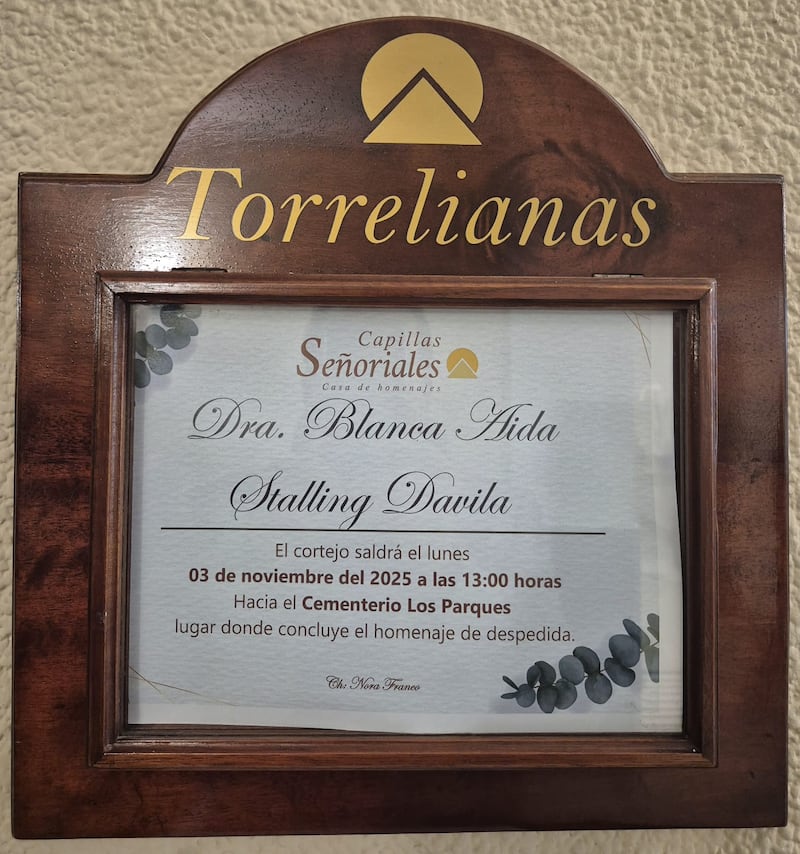 Torrelianas
Capillas
Señoriales
Casa de homenajes
Dra. Blanca Aida
Stalling Davila
El cortejo saldrá el lunes
03 de noviembre del 2025 a las 13:00 horas
Hacia el Cementerio Los Parques
lugar donde concluye el homenaje de despedida.
Ch: Nora Franco